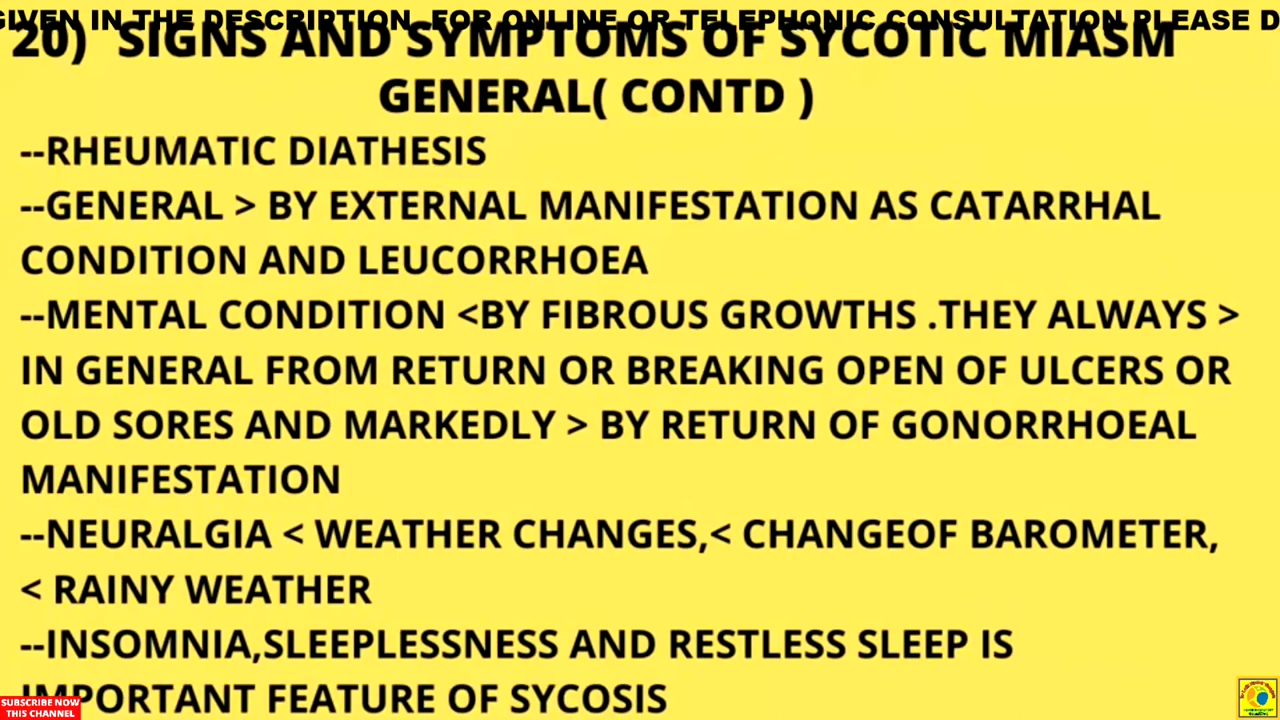 GIVEN IN THE DESCRIPTION. FOR ONLINE OR TELEPHONIC CONSULTATION PLEASE D
20) SIGNS AND SYMPTOMS OF SYCOTIC MIASM
GENERAL( CONTD )
--RHEUMATIC DIATHESIS
--GENERAL > BY EXTERNAL MANIFESTATION AS CATARRHAL
CONDITION AND LEUCORRHOEA
--MENTAL CONDITION <BY FIBROUS GROWTHS .THEY ALWAYS >
IN GENERAL FROM RETURN OR BREAKING OPEN OF ULCERS OR
OLD SORES AND MARKEDLY > BY RETURN OF GONORRHOEAL
MANIFESTATION
--NEURALGIA < WEATHER CHANGES,< CHANGEOF BAROMETER,
< RAINY WEATHER
--INSOMNIA,SLEEPLESSNESS AND RESTLESS SLEEP IS
IMPORTANT FEATURE OF SYCOSIS
SUBSCRIBE NOW
THIS CHANNEL